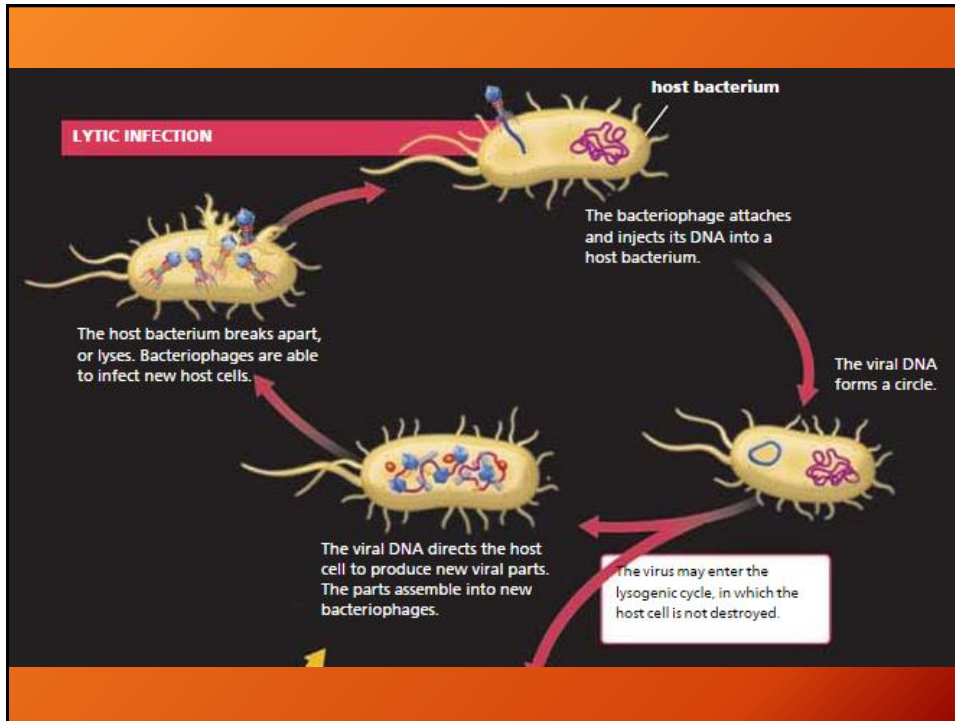 host bacterium
LYTIC INFECTION
The bacteriophage attaches
and injects its DNA into a
host bacterium.
The viral DNA
forms a circle.
The virus may enter the
lysogenic cycle, in which the
host cell is not destroyed.
The viral DNA directs the host
cell to produce new viral parts.
The parts assemble into new
bacteriophages.
The host bacterium breaks apart,
or lyses. Bacteriophages are able
to infect new host cells.